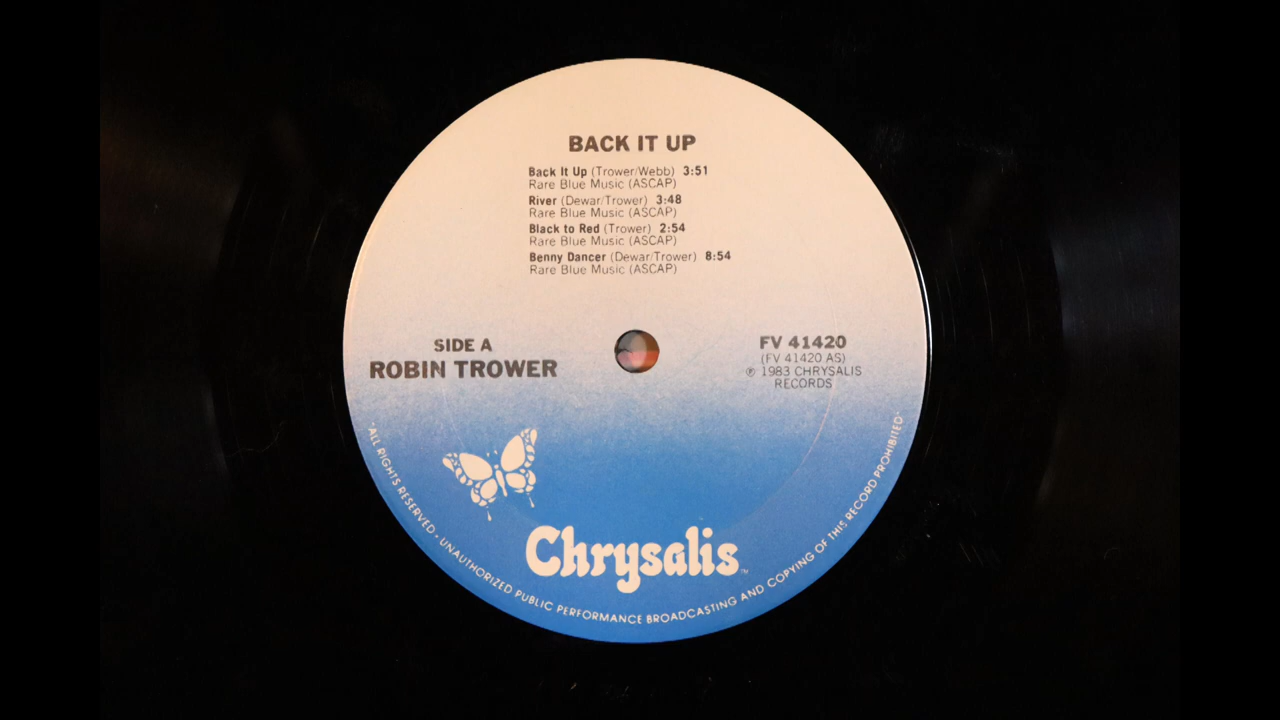 BACK IT UP
Back It Up (Trower/Webb) 3:51
Rare Blue Music (ASCAP)
River (Dewar/Trower) 3:48
Rare Blue Music (ASCAP)
Black to Red (Trower) 2:54
Rare Blue Music (ASCAP)
Benny Dancer (Dewar/Trower) 8:54
Rare Blue Music (ASCAP)
SIDE A
ROBIN TROWER
FV 41420
(FV 41420 AS)
℗ 1983 CHRYSALIS
RECORDS
Chrysalis™
"ALL RIGHTS RESERVED - UNAUTHORIZED PUBLIC PERFORMANCE BROADCASTING AND COPYING OF THIS RECORD PROHIBITED"